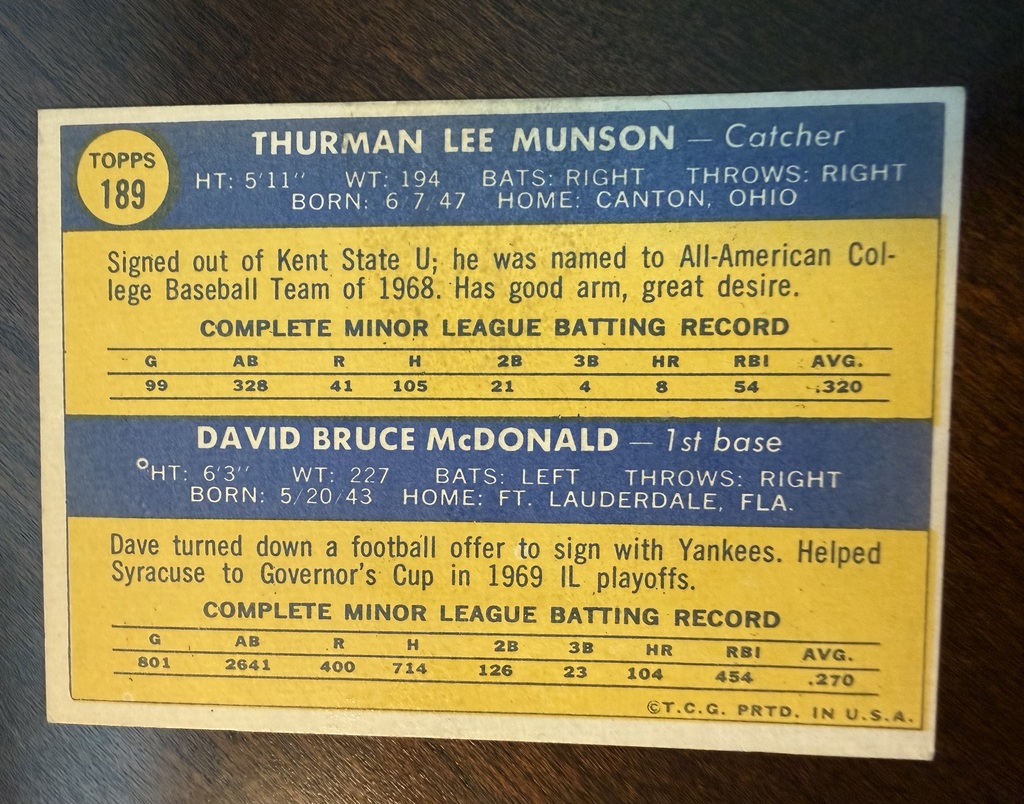 TOPPS
189
THURMAN LEE MUNSON — Catcher
HT: 5'11" WT: 194 BATS: RIGHT THROWS: RIGHT
BORN: 6 7/47 HOME: CANTON, OHIO
Signed out of Kent State U; he was named to All-American Col-
lege Baseball Team of 1968. Has good arm, great desire.
COMPLETE MINOR LEAGUE BATTING RECORD
G AB R H 2B 3B HR RBI AVG.
99 328 41 105 21 4 8 54 .320
DAVID BRUCE McDONALD — 1st base
HT: 6'3" WT: 227 BATS: LEFT THROWS: RIGHT
BORN: 5/20/43 HOME: FT. LAUDERDALE, FLA.
Dave turned down a football offer to sign with Yankees. Helped
Syracuse to Governor's Cup in 1969 IL playoffs.
COMPLETE MINOR LEAGUE BATTING RECORD
G AB R H 2B 3B HR RBI AVG.
801 2641 400 714 126 23 104 454 .270
©T.C.G. PRTD. IN U.S.A.